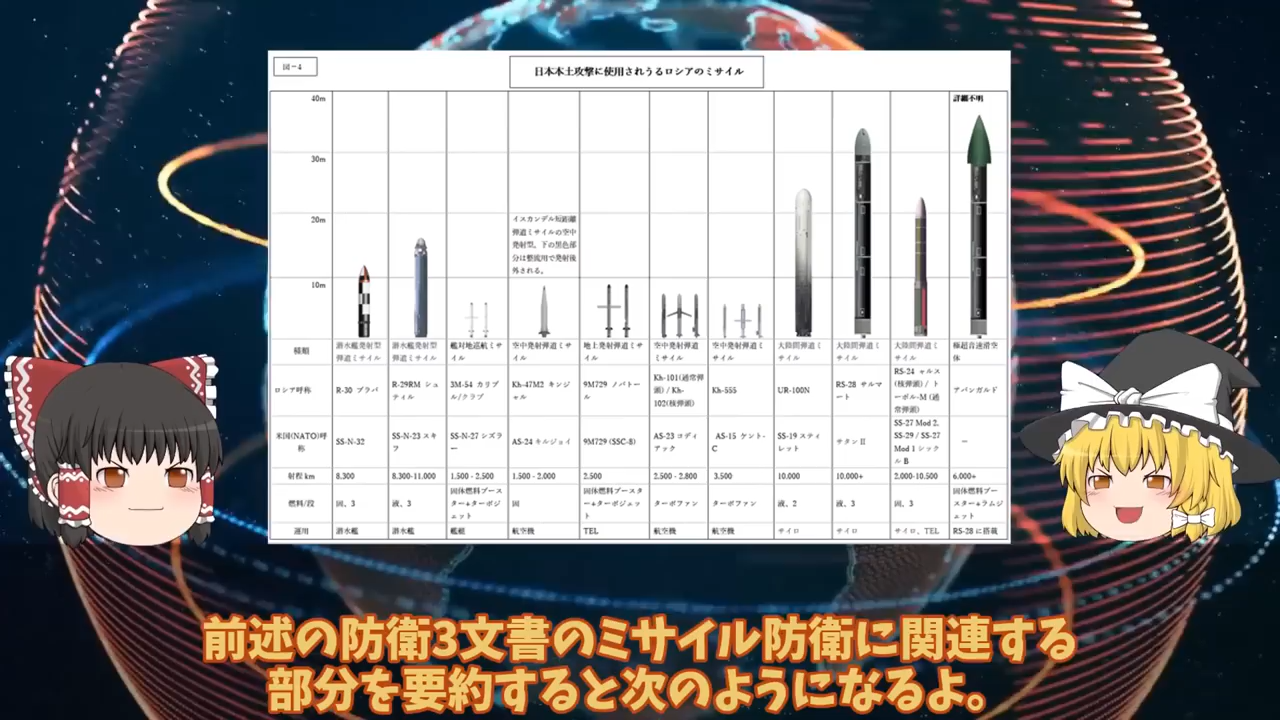 図－4
日本本土攻撃に使用されうるロシアのミサイル
40m
30m
20m
10m
詳細不明
イスカンデル短距離
弾道ミサイルの空中
発射型。下の黒色部
分は整流用で発射後
外される。
種類
潜水艦発射型
弾道ミサイル
潜水艦発射型
弾道ミサイル
艦対地巡航ミサ
イル
空中発射弾道ミ
サイル
地上発射弾道ミサ
イル
空中発射弾道
ミサイル
空中発射弾道ミ
サイル
大陸間弾道ミ
サイル
大陸間弾道ミ
サイル
大陸間弾道ミ
サイル
極超音速滑空
体
ロシア呼称
R-30 ブラバ
R-29RM シュ
ティル
3M-54 カリブ
ル/クラブ
Kh-47M2 キンジ
ャル
9M729 ノバトー
ル
Kh-101(通常弾
頭) / Kh-
102(核弾頭)
Kh-555
UR-100N
RS-28 サルマ
ート
RS-24 ヤルス
(核弾頭) / ト
ーポル-M (通
常弾頭)
アバンガルド
米国(NATO)呼
称
SS-N-32
SS-N-23 スキ
フ
SS-N-27 シズラ
ー
AS-24 キルジョイ
9M729 (SSC-8)
AS-23 コディ
アック
AS-15 ケント-
C
SS-19 スティ
レット
サタンⅡ
SS-27 Mod 2,
SS-29 / SS-27
Mod 1 シック
ル B
--
射程 km
8,300
8,300-11,000
1,500 - 2,500
1,500 - 2,000
2,500
2,500 - 2,800
3,500
10,000
10,000+
2,000-10,500
6,000+
燃料/段
固、3
液、3
固体燃料ブース
ター+ターボジ
ェット
固
固体燃料ブースタ
ー+ターボジェッ
ト
ターボファン
ターボファン
液、2
液、3
固、3
固体燃料ブー
スター+ラムジ
ェット
運用
潜水艦
潜水艦
艦艇
航空機
TEL
航空機
航空機
サイロ
サイロ
サイロ、TEL
RS-28 に搭載
前述の防衛3文書のミサイル防衛に関連する
部分を要約すると次のようになるよ。